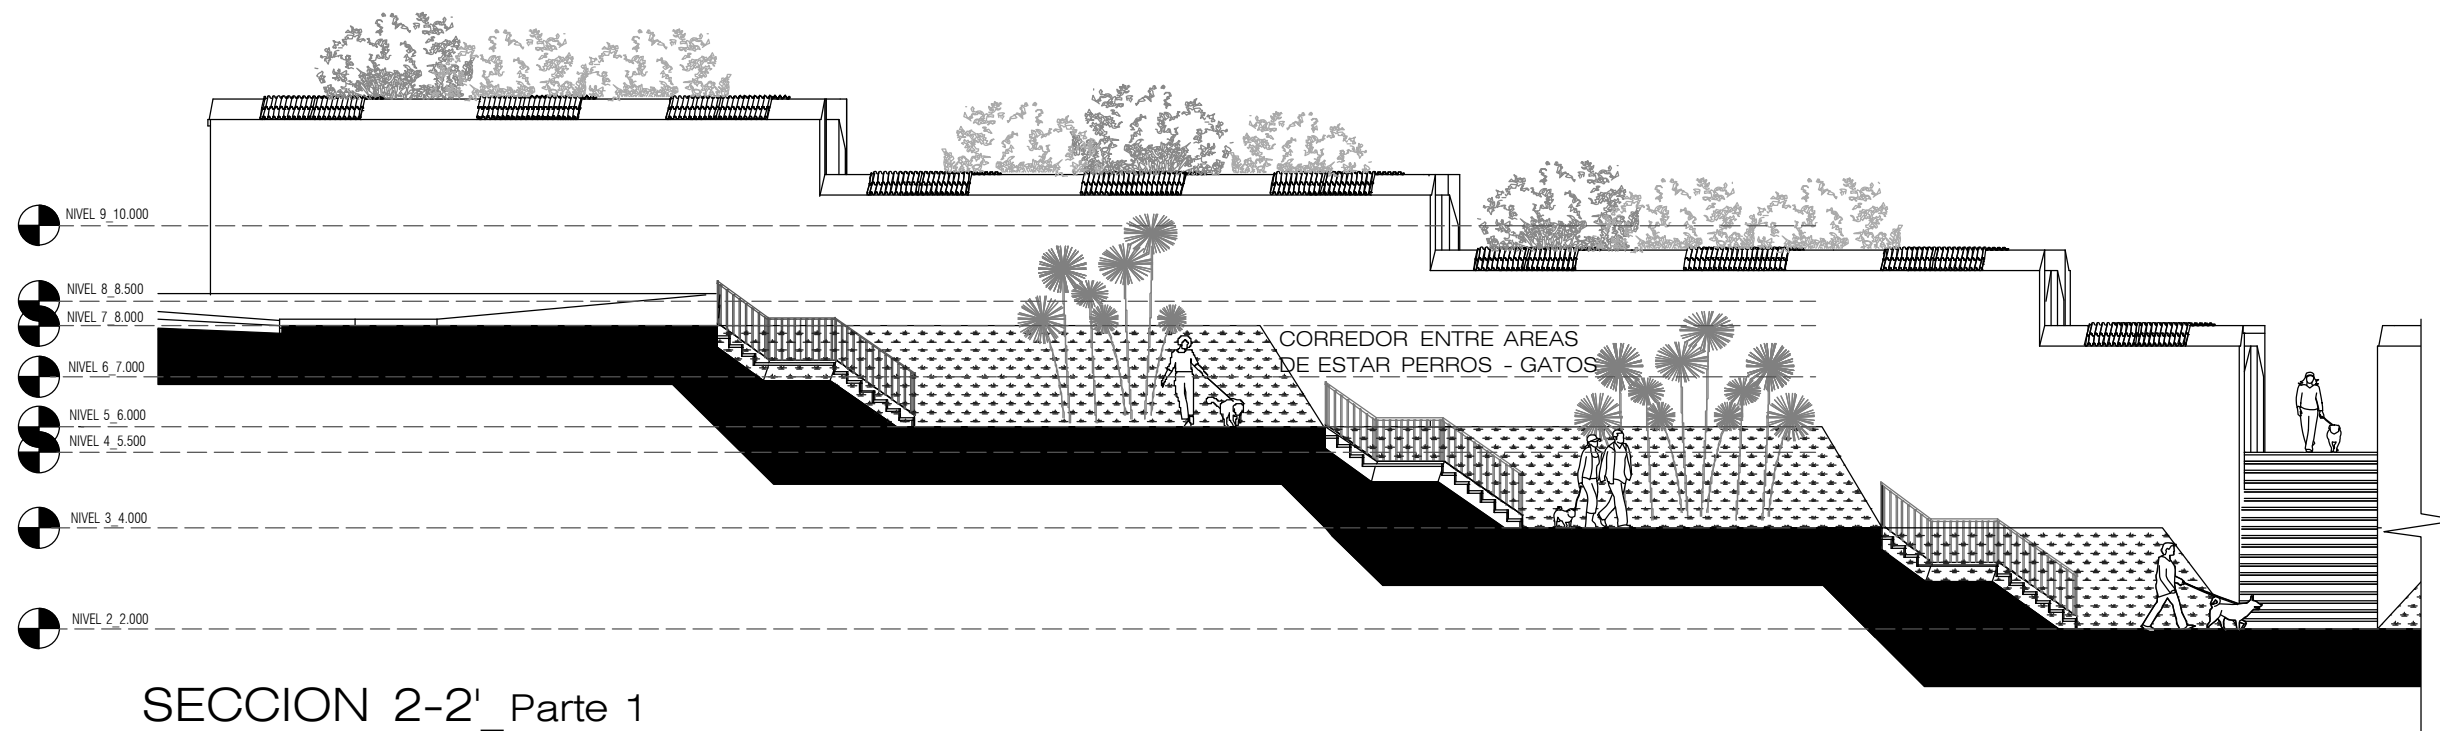 NIVEL 9_10.000
NIVEL 8_8.500
NIVEL 7_8.000
CORREDOR ENTRE AREAS
DE ESTAR PERROS - GATOS
NIVEL 6_7.000
NIVEL 5_6.000
NIVEL 4_5.500
NIVEL 3_4.000
NIVEL 2_2.000
SECCION 2-2'_Parte 1